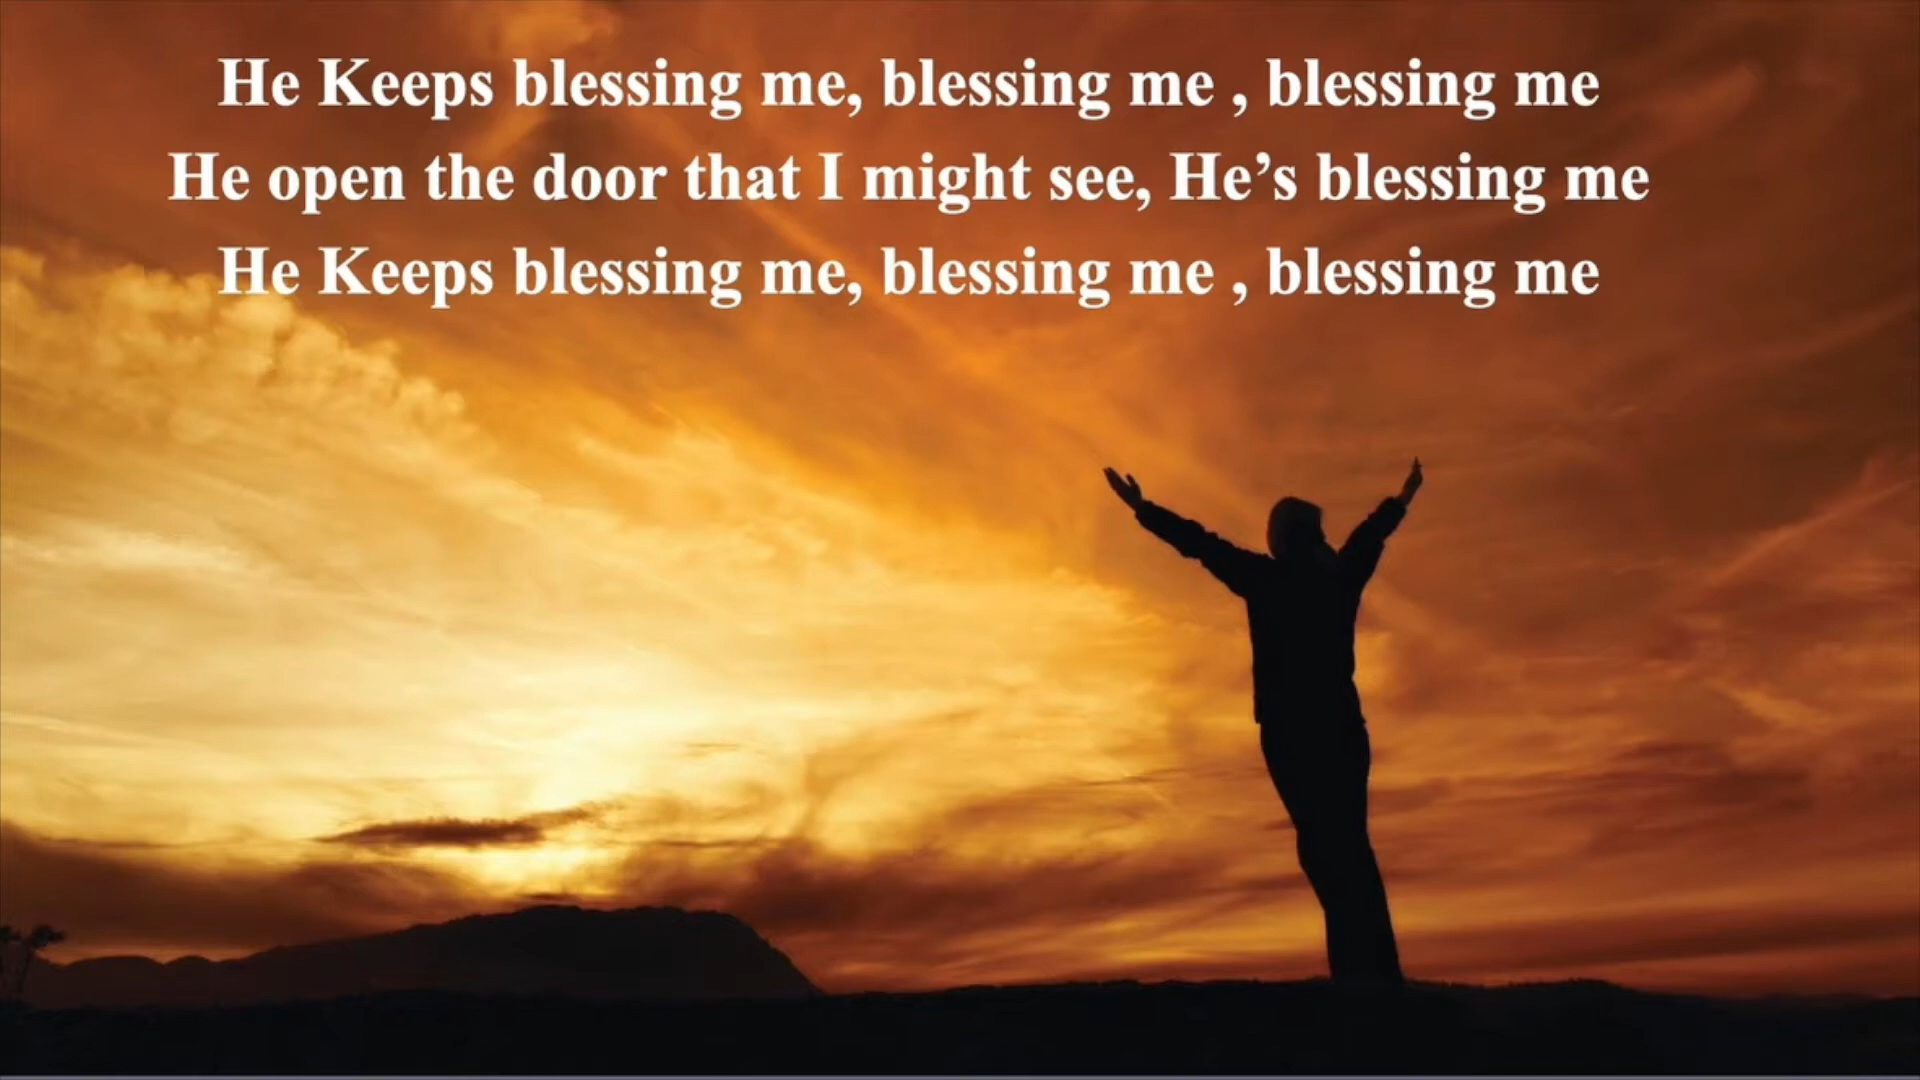 He Keeps blessing me, blessing me , blessing me
He open the door that I might see, He’s blessing me
He Keeps blessing me, blessing me , blessing me